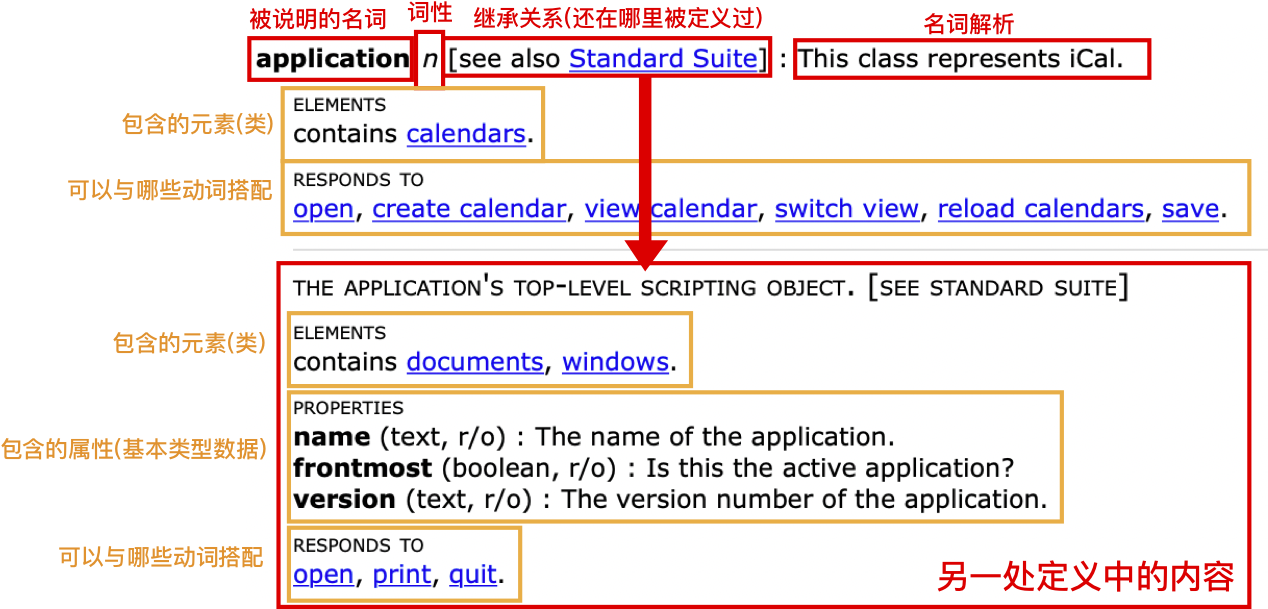 被说明的名词 词性 继承关系(还在哪里被定义过) 名词解析
application n [see also Standard Suite] : This class represents iCal.
ELEMENTS
包含的元素(类) contains calendars.
可以与哪些动词搭配 RESPONDS TO
open, create calendar, view calendar, switch view, reload calendars, save.
THE APPLICATION'S TOP-LEVEL SCRIPTING OBJECT. [SEE STANDARD SUITE]
包含的元素(类) ELEMENTS
contains documents, windows.
PROPERTIES
包含的属性(基本类型数据) name (text, r/o) : The name of the application.
frontmost (boolean, r/o) : Is this the active application?
version (text, r/o) : The version number of the application.
可以与哪些动词搭配 RESPONDS TO
open, print, quit.
另一处定义中的内容